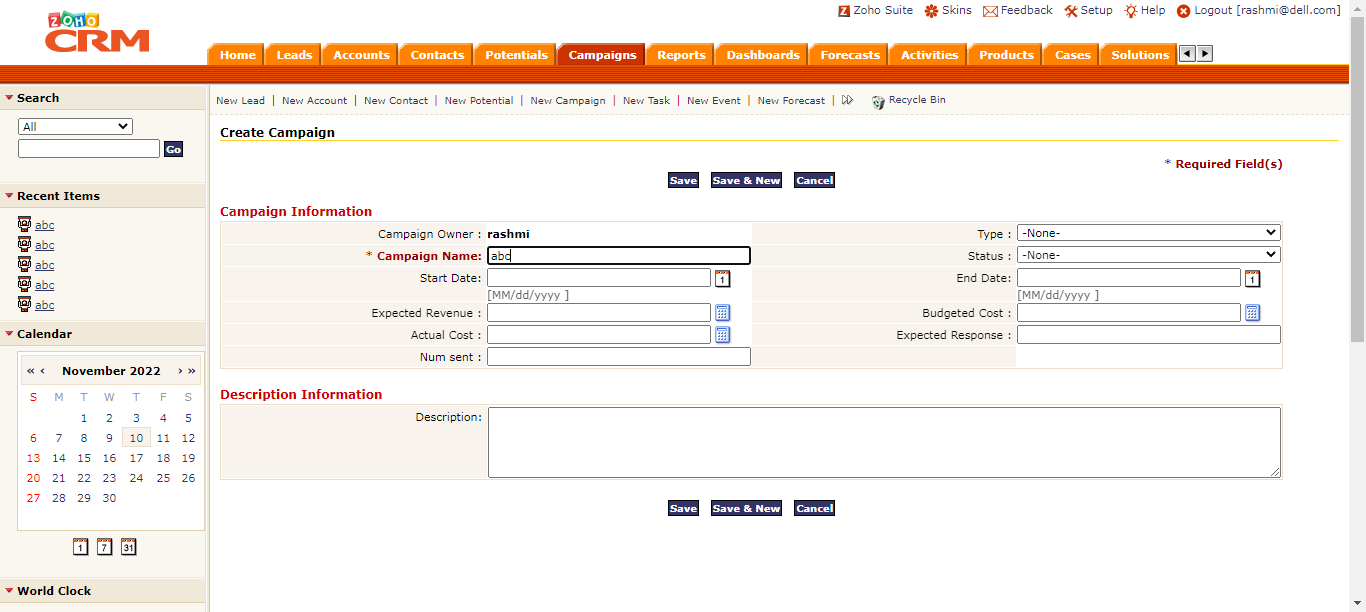 ZOHO
CRM
Zoho Suite Skins Feedback Setup Help Logout [rashmi@dell.com]
Home Leads Accounts Contacts Potentials Campaigns Reports Dashboards Forecasts Activities Products Cases Solutions
Search
All
Go
Recent Items
abc
abc
abc
abc
abc
Calendar
« ‹ November 2022 › »
S M T W T F S
1 2 3 4 5
6 7 8 9 10 11 12
13 14 15 16 17 18 19
20 21 22 23 24 25 26
27 28 29 30
1 7 31
World Clock
New Lead | New Account | New Contact | New Potential | New Campaign | New Task | New Event | New Forecast | Recycle Bin
Create Campaign
* Required Field(s)
Save Save & New Cancel
Campaign Information
Campaign Owner : rashmi Type : -None-
* Campaign Name: abc Status : -None-
Start Date: 1 End Date: 1
[MM/dd/yyyy ] [MM/dd/yyyy ]
Expected Revenue : Budgeted Cost :
Actual Cost : Expected Response :
Num sent :
Description Information
Description:
Save Save & New Cancel